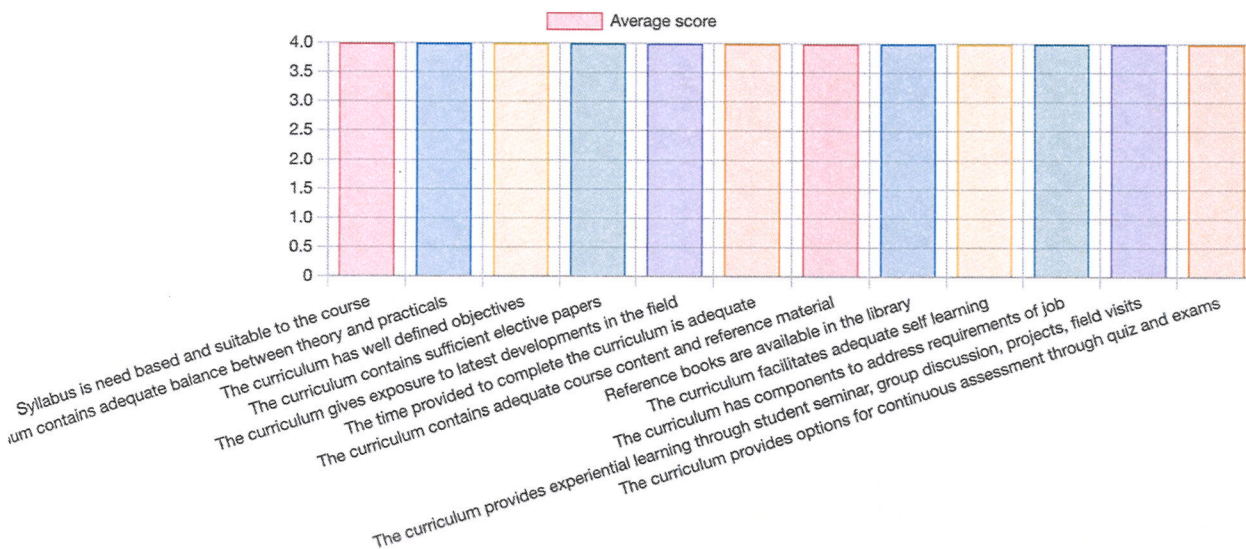 Average score
4.0
3.5
3.0
2.5
2.0
1.5
1.0
0.5
0
Syllabus is need based and suitable to the course
contains adequate balance between theory and practicals
The curriculum has well defined objectives
The curriculum contains sufficient elective papers
The curriculum gives exposure to latest developments in the field
The time provided to complete the curriculum is adequate
The curriculum contains adequate course content and reference material
Reference books are available in the library
The curriculum facilitates adequate self learning
The curriculum has components to address requirements of job
The curriculum provides experiential learning through student seminar, group discussion, projects, field visits
The curriculum provides options for continuous assessment through quiz and exams